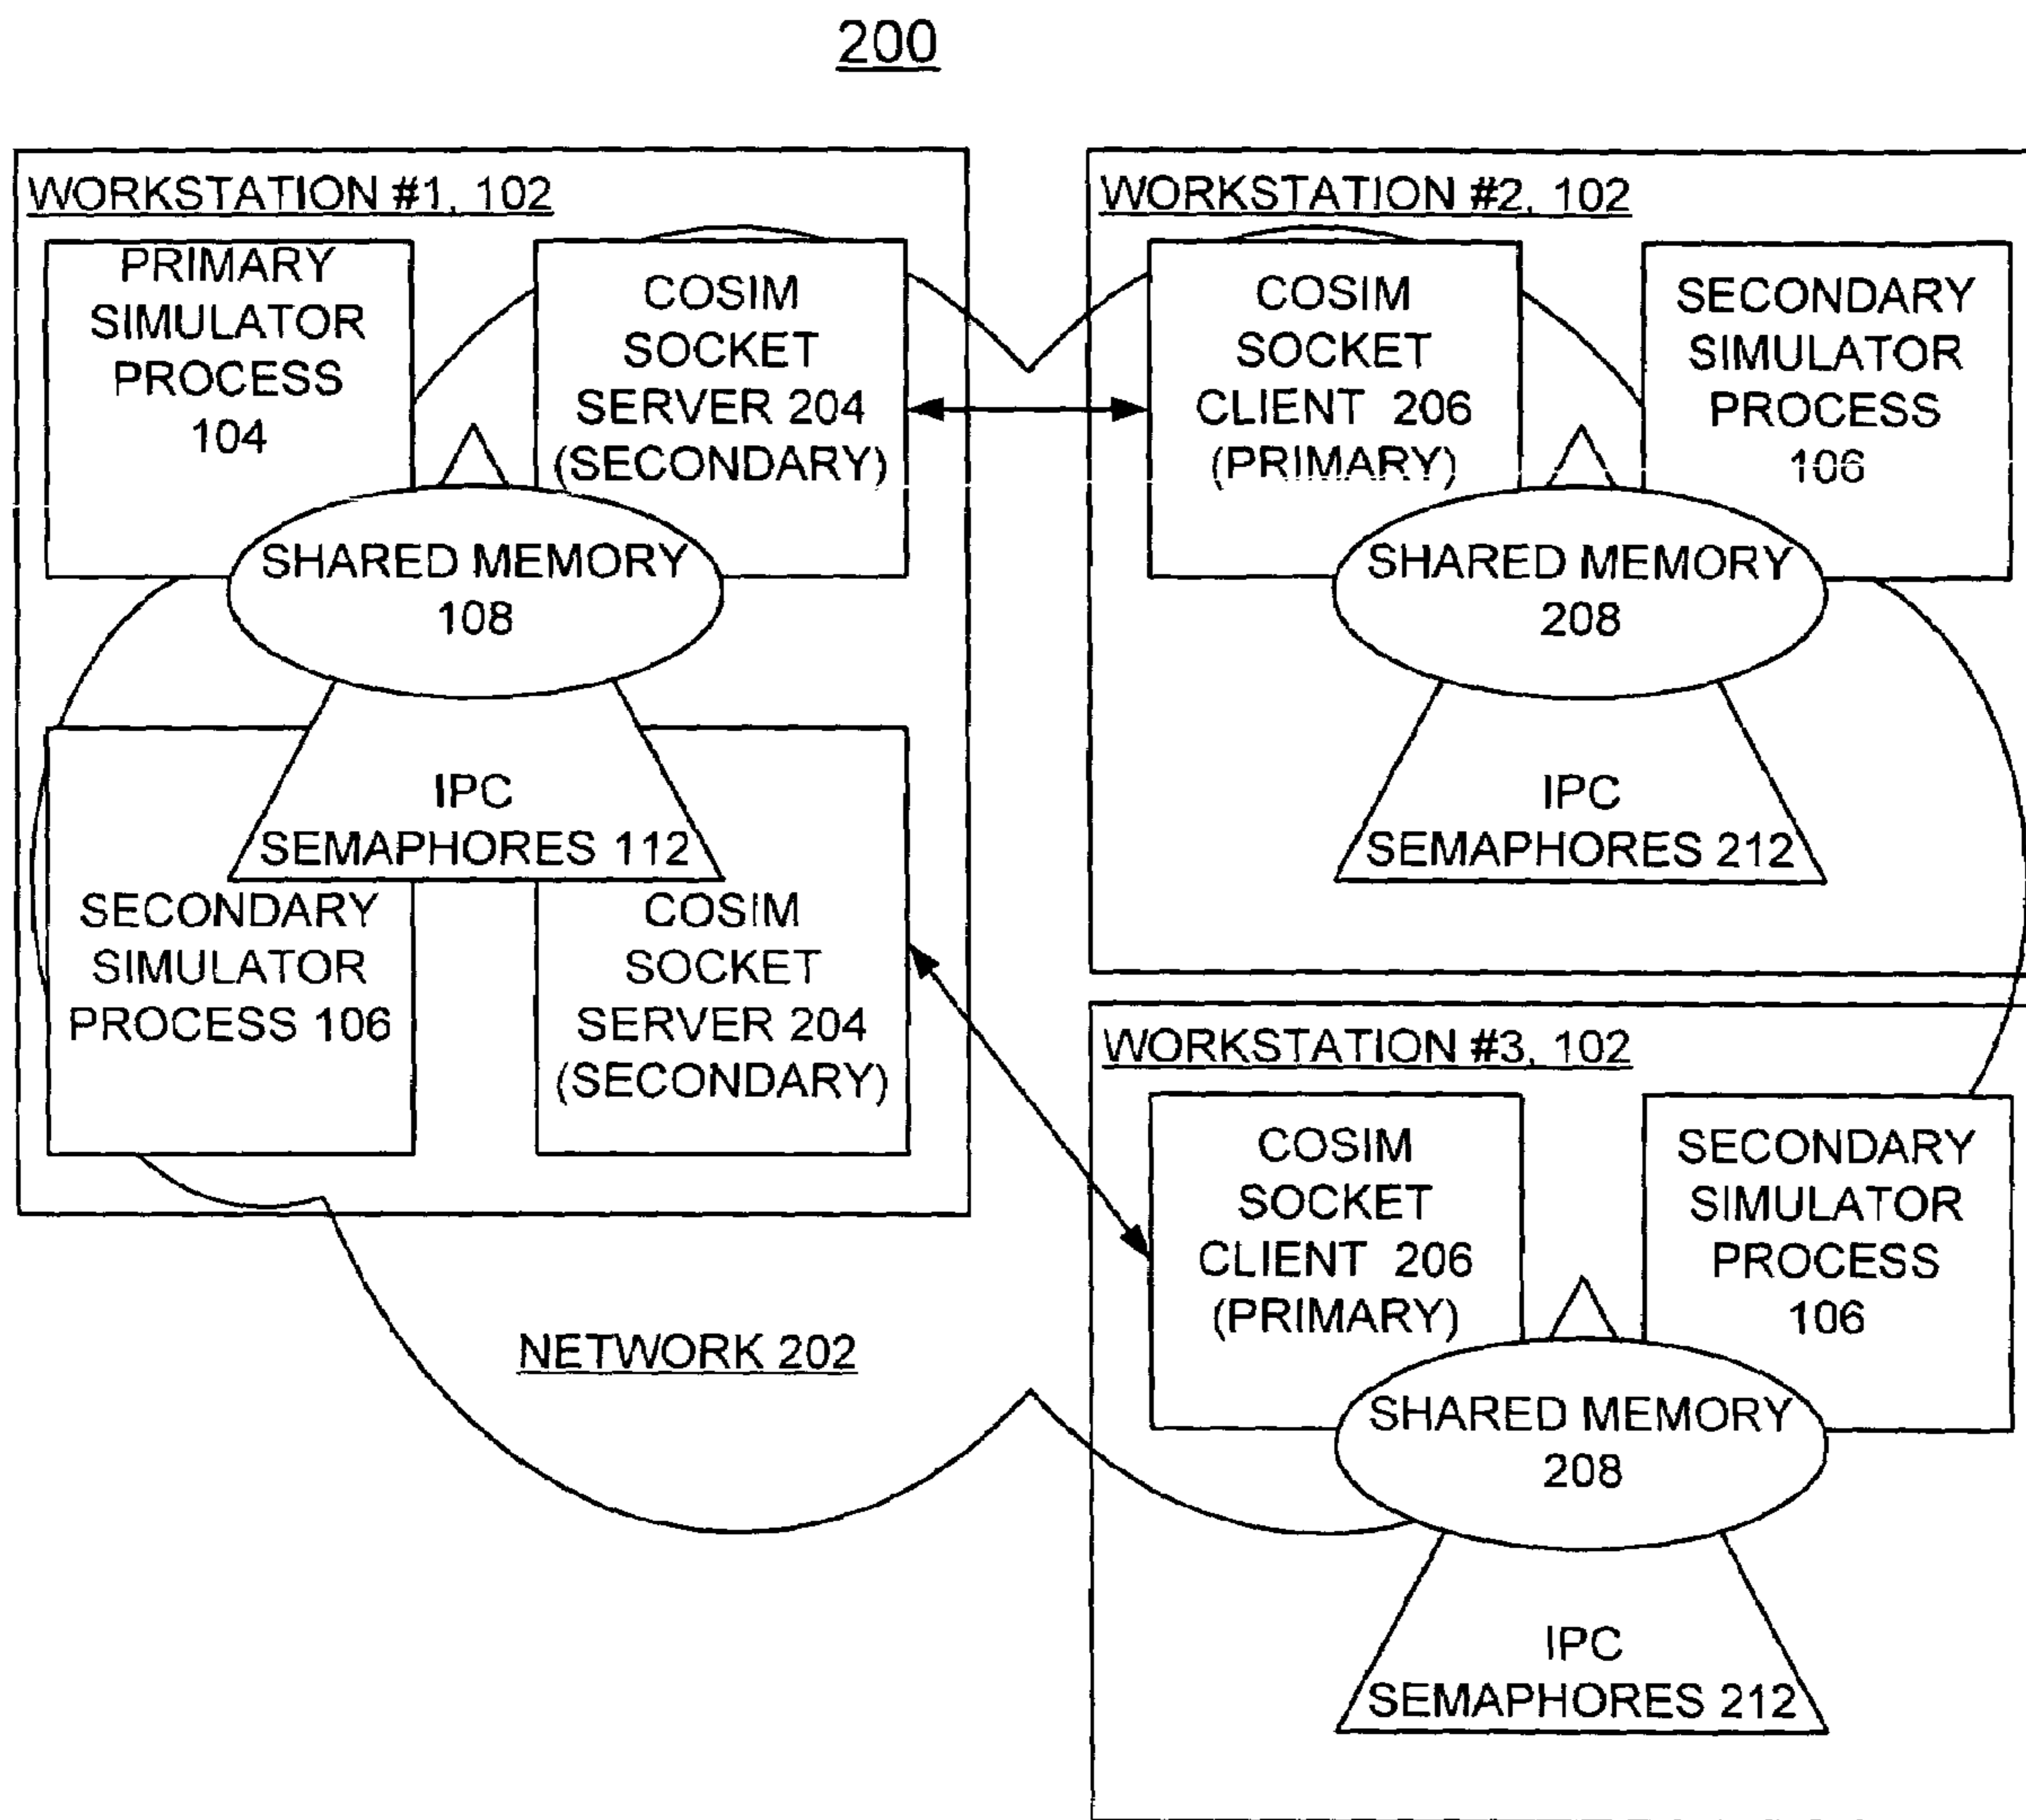 200
WORKSTATION #1, 102
PRIMARY
SIMULATOR
PROCESS
104
COSIM
SOCKET
SERVER 204
(SECONDARY)
SHARED MEMORY
108
IPC
SEMAPHORES 112
SECONDARY
SIMULATOR
PROCESS 106
COSIM
SOCKET
SERVER 204
(SECONDARY)
WORKSTATION #2, 102
COSIM
SOCKET
CLIENT 206
(PRIMARY)
SECONDARY
SIMULATOR
PROCESS
106
SHARED MEMORY
208
IPC
SEMAPHORES 212
WORKSTATION #3, 102
COSIM
SOCKET
CLIENT 206
(PRIMARY)
SECONDARY
SIMULATOR
PROCESS
106
SHARED MEMORY
208
IPC
SEMAPHORES 212
NETWORK 202